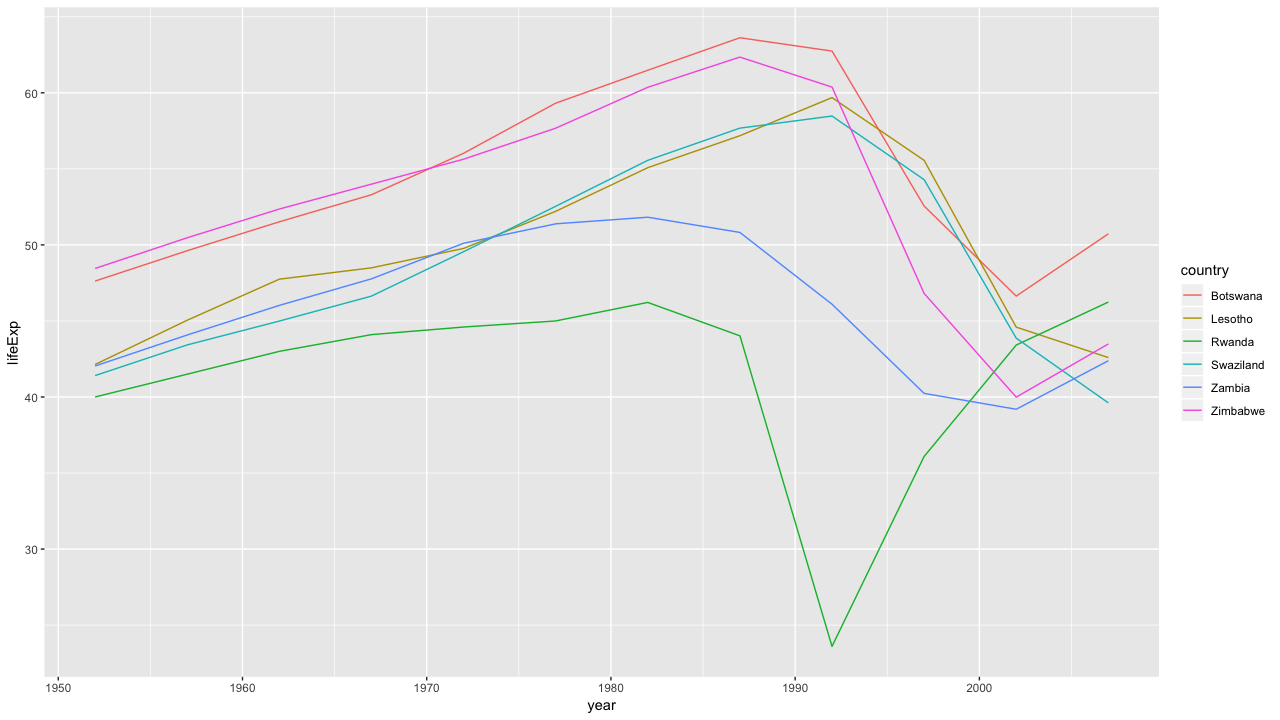 60
50
40
30
lifeExp
1950 1960 1970 1980 1990 2000
year
country
Botswana
Lesotho
Rwanda
Swaziland
Zambia
Zimbabwe